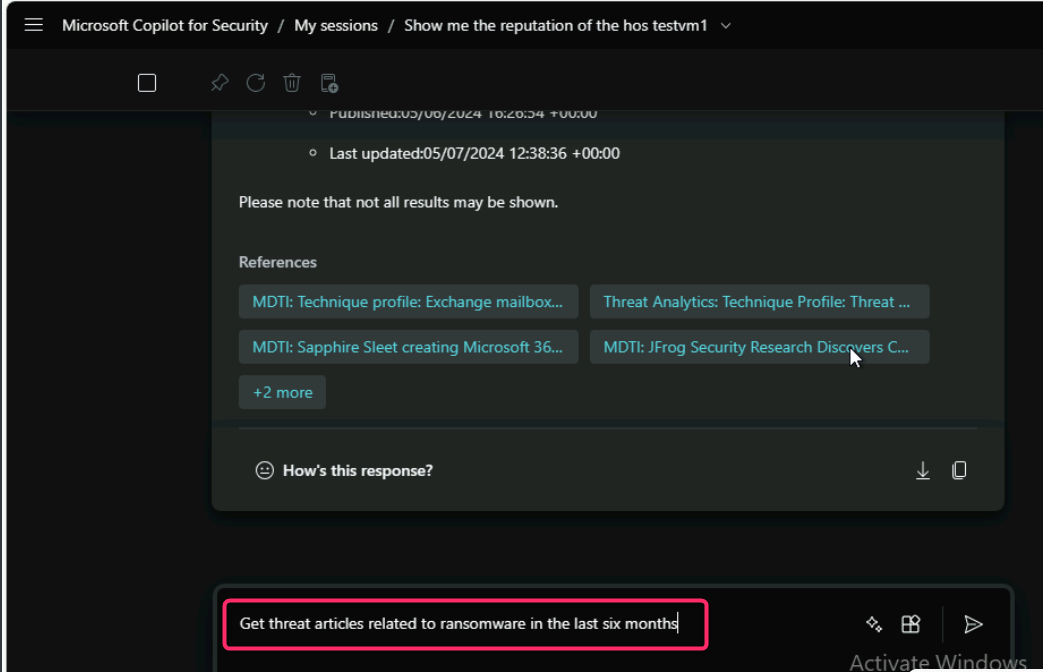 Microsoft Copilot for Security / My sessions / Show me the reputation of the hos testvm1
Published:05/06/2024 16:26:54 +00:00
Last updated:05/07/2024 12:38:36 +00:00
Please note that not all results may be shown.
References
MDTI: Technique profile: Exchange mailbox...
Threat Analytics: Technique Profile: Threat ...
MDTI: Sapphire Sleet creating Microsoft 36...
MDTI: JFrog Security Research Discovers C...
+2 more
How's this response?
Get threat articles related to ransomware in the last six months
Activate Windows